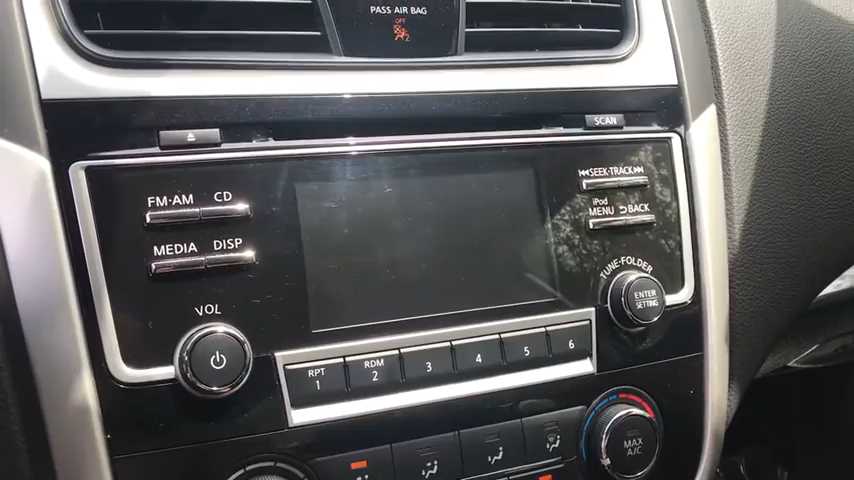 PASS AIR BAG
OFF
2
SCAN
FM·AM CD
SEEK·TRACK
iPod
MENU BACK
MEDIA DISP
TUNE·FOLDER
ENTER
SETTING
VOL
RPT
1
RDM
2
3
4
5
6
MAX
A/C